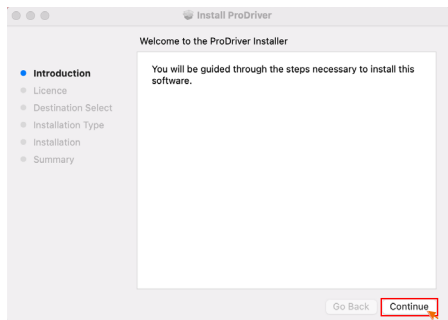 Install ProDriver
Welcome to the ProDriver Installer
Introduction
Licence
Destination Select
Installation Type
Installation
Summary
You will be guided through the steps necessary to install this
software.
Go Back
Continue